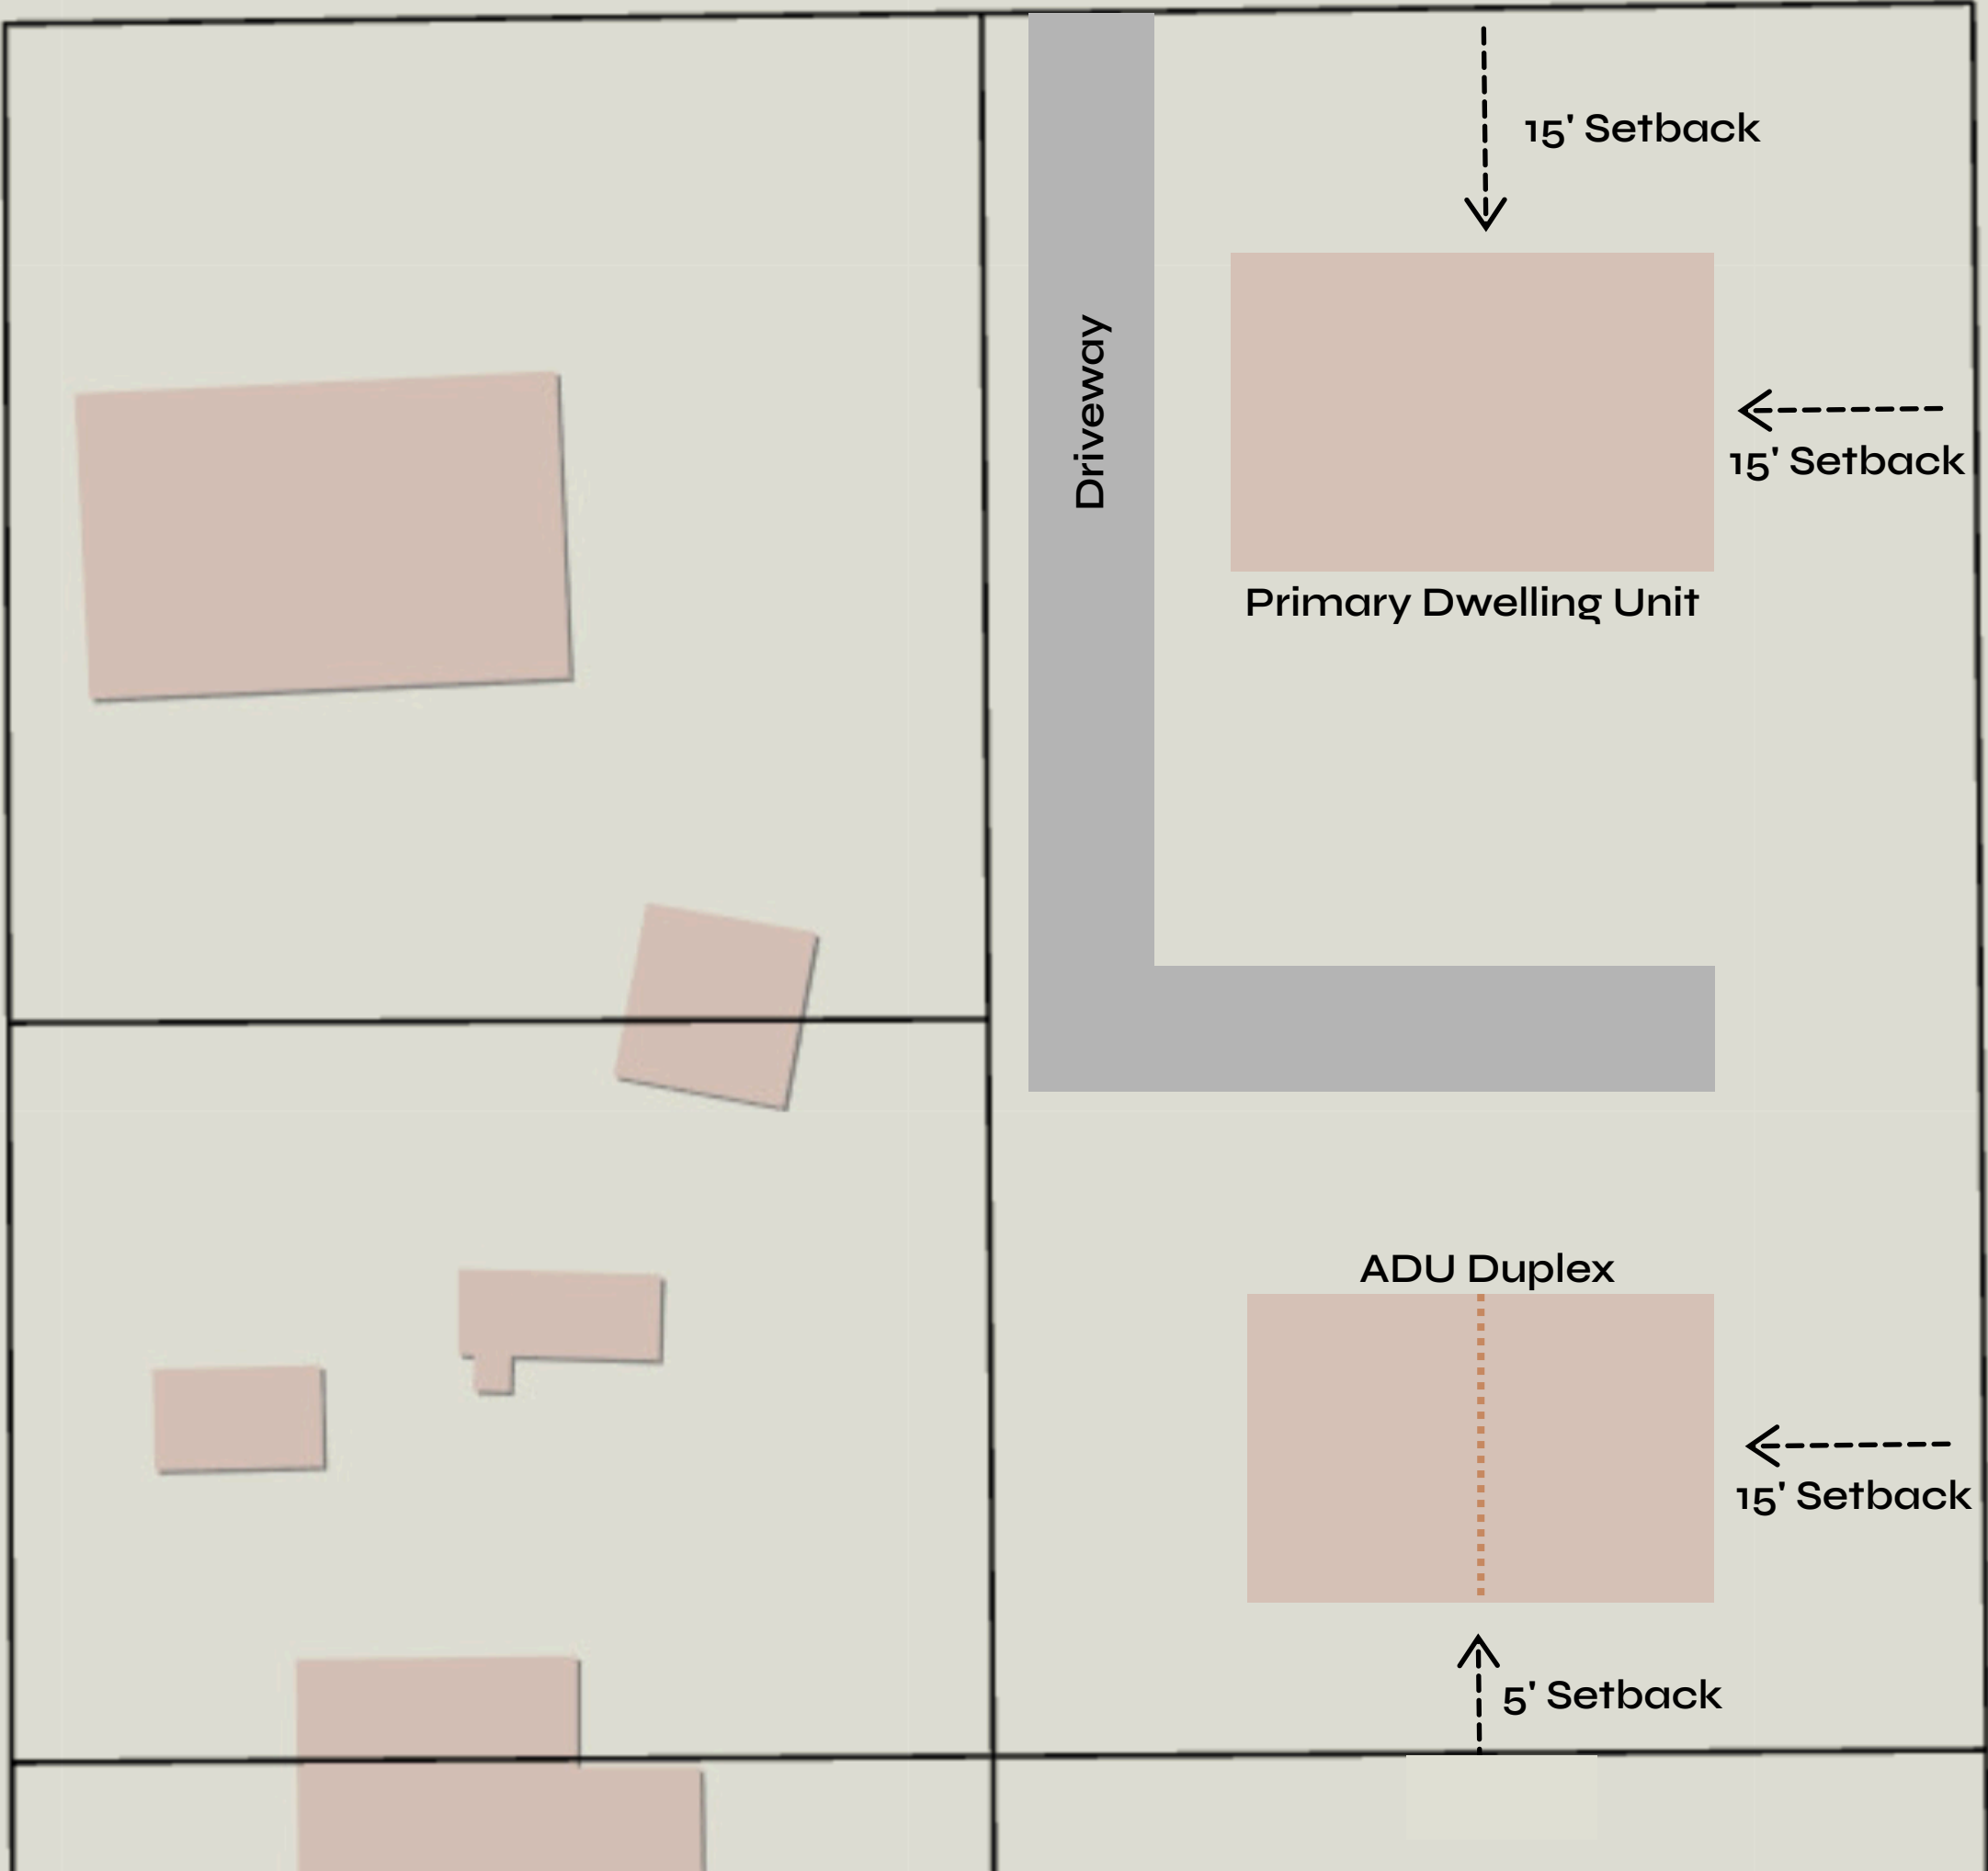 15' Setback
Driveway
15' Setback
Primary Dwelling Unit
ADU Duplex
15' Setback
5' Setback